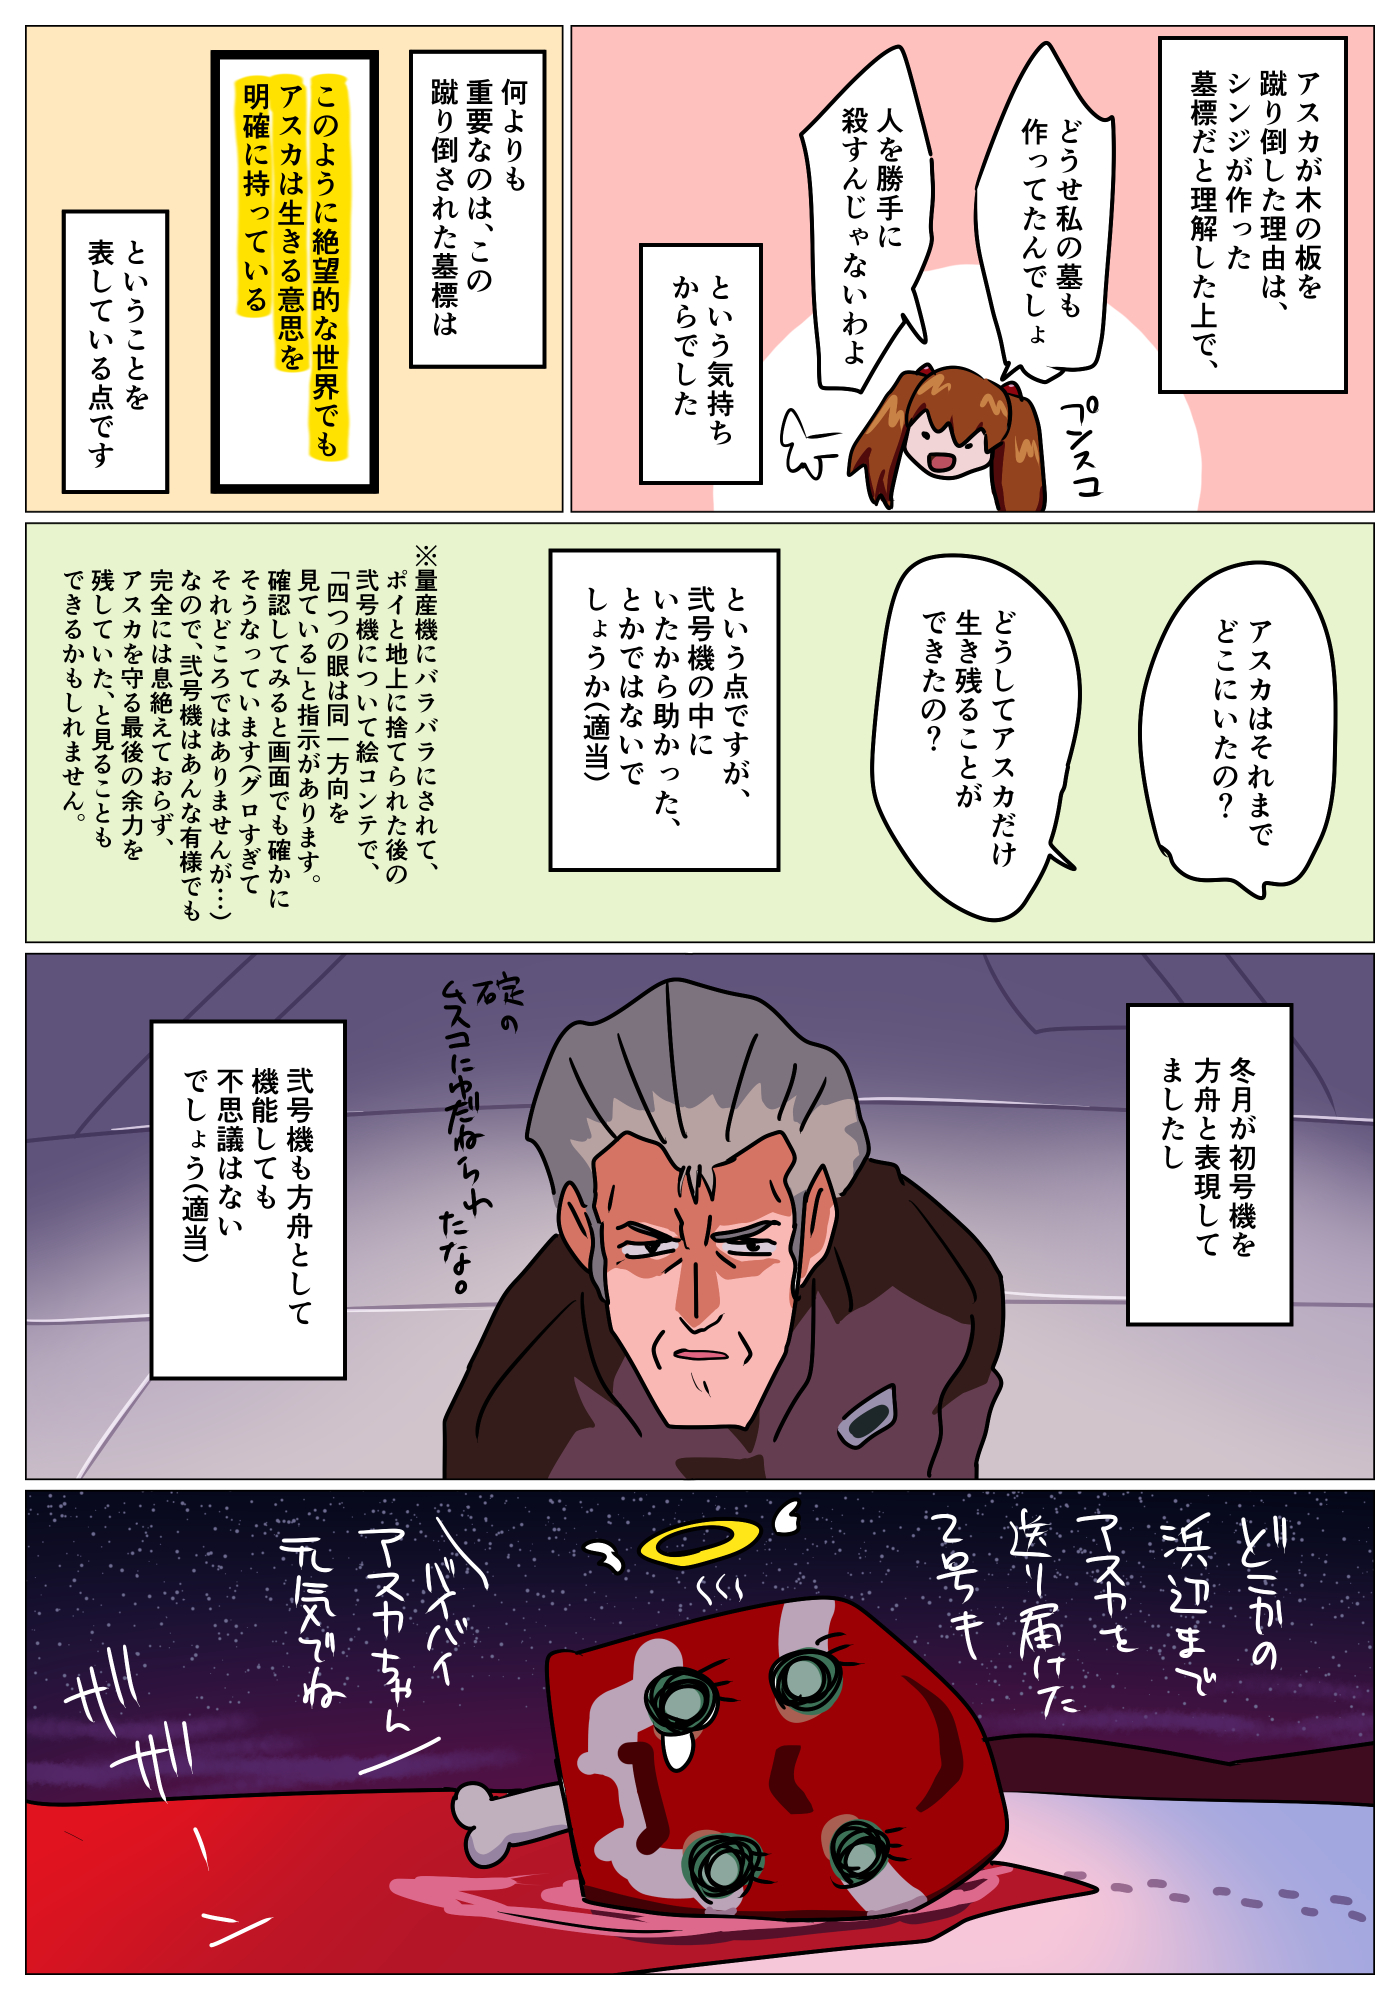 アスカが木の板を
蹴り倒した理由は、
シンジが作った
墓標だと理解した上で、
どうせ私の墓も
作ってたんでしょ
人を勝手に
殺すんじゃないわよ
プンスコ
という気持ち
からでした
何よりも
重要なのは、この
蹴り倒された墓標は
このように絶望的な世界でも
アスカは生きる意思を
明確に持っている
ということを
表している点です
アスカはそれまで
どこにいたの？
どうしてアスカだけ
生き残ることが
できたの？
という点ですが、
弐号機の中に
いたから助かった、
とかではないで
しょうか(適当)
※量産機にバラバラにされて、
ポイと地上に捨てられた後の
弐号機について絵コンテで、
「四つの眼は同一方向を
見ている」と指示があります。
確認してみると画面でも確かに
そうなっています(グロすぎて
それどころではありませんが…)
なので、弐号機はあんな有様でも
完全には息絶えておらず、
アスカを守る最後の余力を
残していた、と見ることも
できるかもしれません。
冬月が初号機を
方舟と表現して
ましたし
碇の
ムスコにゆだねられ
たな。
弐号機も方舟として
機能しても
不思議はない
でしょう(適当)
どこかの
浜辺まで
アスカを
送り届けた
2号キ
バイバイ
アスカちゃん
元気でね